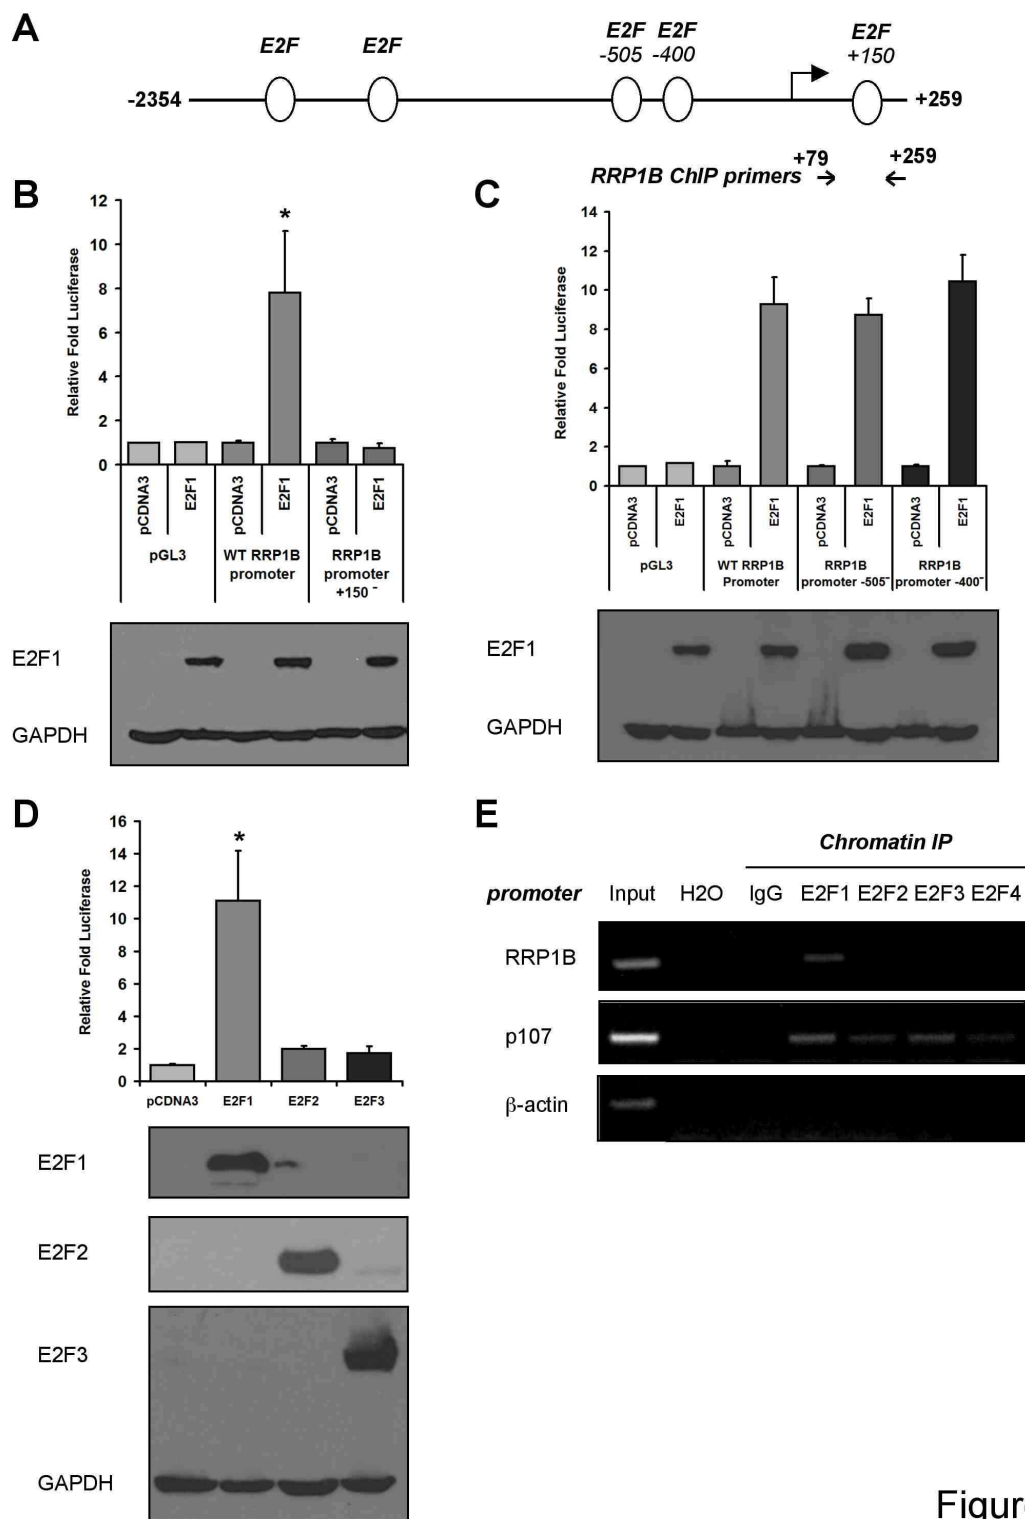 A
E2F E2F E2F E2F E2F
-505 -400 +150
-2354 +259
+79 +259
RRP1B ChIP primers
B
12
10
8
6
4
2
0
Relative Fold Luciferase
*
pCDNA3 E2F1 pCDNA3 E2F1 pCDNA3 E2F1
pGL3 WT RRP1B promoter RRP1B promoter +150⁻
E2F1
GAPDH
C
14
12
10
8
6
4
2
0
Relative Fold Luciferase
pCDNA3 E2F1 pCDNA3 E2F1 pCDNA3 E2F1 pCDNA3 E2F1
pGL3 WT RRP1B Promoter RRP1B promoter -505⁻ RRP1B promoter -400⁻
E2F1
GAPDH
D
16
14
12
10
8
6
4
2
0
Relative Fold Luciferase
*
pCDNA3 E2F1 E2F2 E2F3
E2F1
E2F2
E2F3
GAPDH
E
Chromatin IP
promoter Input H2O IgG E2F1 E2F2 E2F3 E2F4
RRP1B
p107
β-actin
Figure